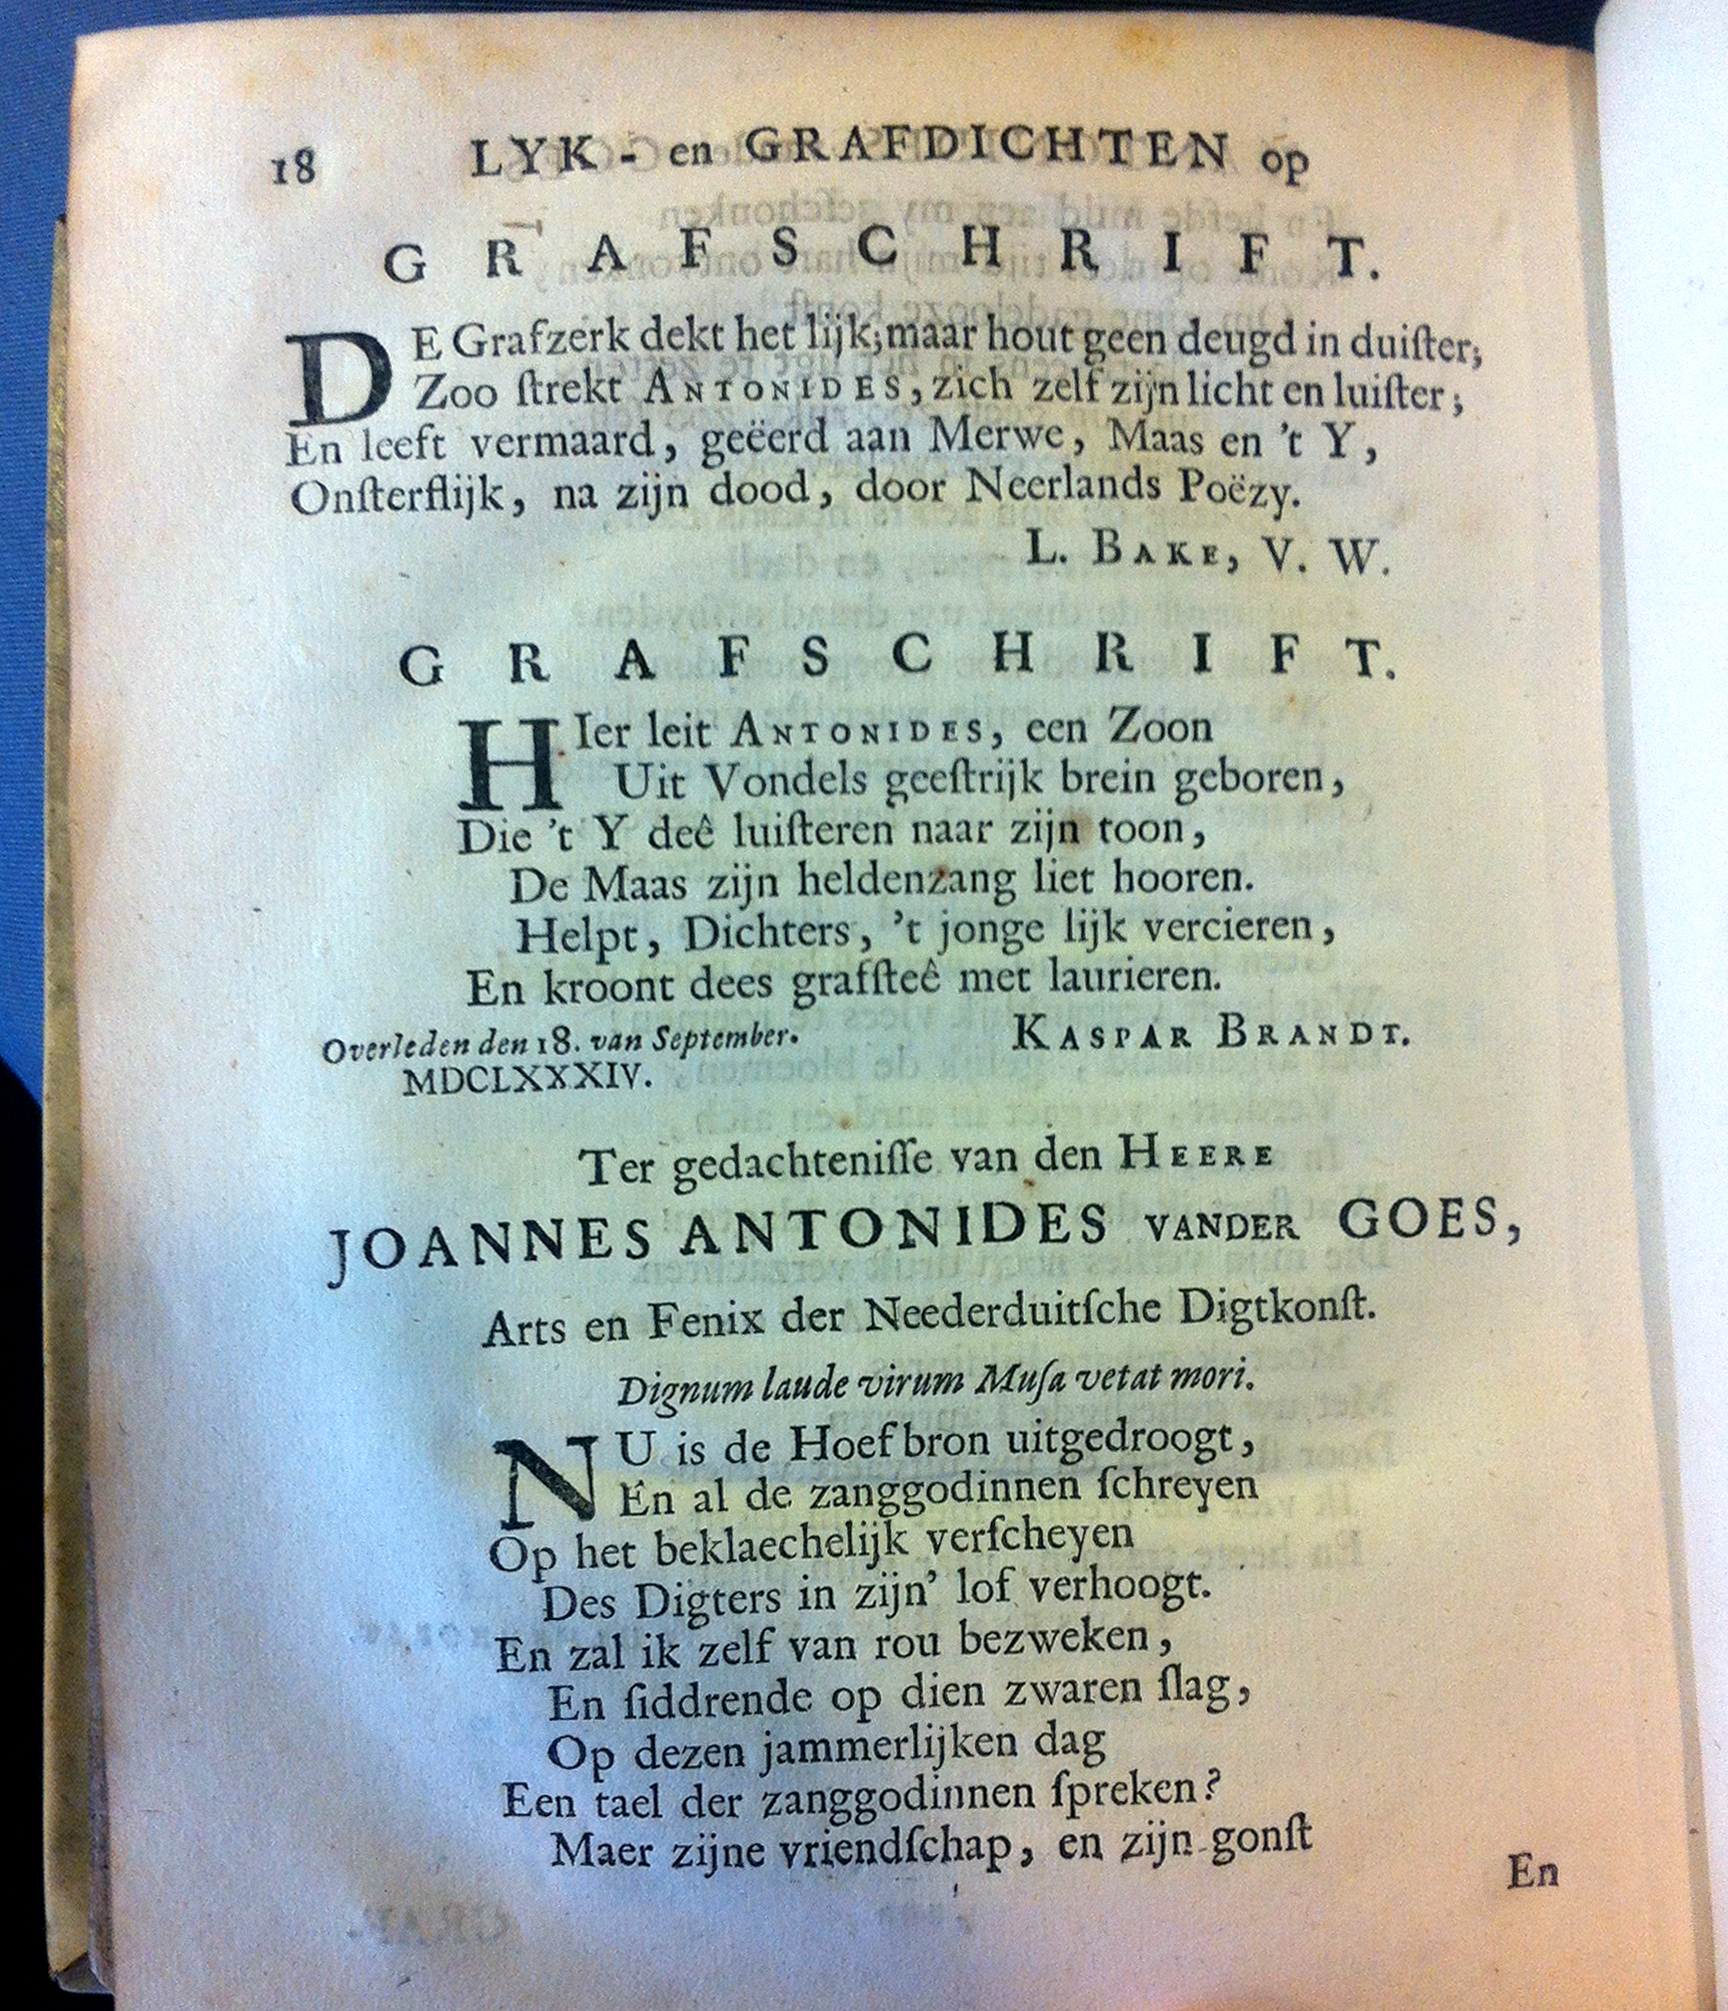 18 LYK - en GRAFDICHTEN op
GRAFSCHRIFT.
DE Grafzerk dekt het lijk; maar hout geen deugd in duiſter;
Zoo ſtrekt ANTONIDES, zich zelf zijn licht en luiſter;
En leeft vermaard, geëerd aan Merwe, Maas en 't Y,
Onſterflijk, na zijn dood, door Neerlands Poëzy.
L. BAKE, V. W.
GRAFSCHRIFT.
HIer leit ANTONIDES, een Zoon
Uit Vondels geeſtrijk brein geboren,
Die 't Y deê luiſteren naar zijn toon,
De Maas zijn heldenzang liet hooren.
Helpt, Dichters, 't jonge lijk vercieren,
En kroont dees grafſteê met laurieren.
Overleden den 18. van September. KASPAR BRANDT.
MDCLXXXIV.
Ter gedachteniſſe van den HEERE
JOANNES ANTONIDES VANDER GOES,
Arts en Fenix der Neederduitſche Digtkonſt.
Dignum laude virum Muſa vetat mori.
NU is de Hoefbron uitgedroogt,
En al de zanggodinnen ſchreyen
Op het beklaechelijk verſcheyen
Des Digters in zijn' lof verhoogt.
En zal ik zelf van rou bezweken,
En ſiddrende op dien zwaren ſlag,
Op dezen jammerlijken dag
Een tael der zanggodinnen ſpreken?
Maer zijne vriendſchap, en zijn gonſt
En